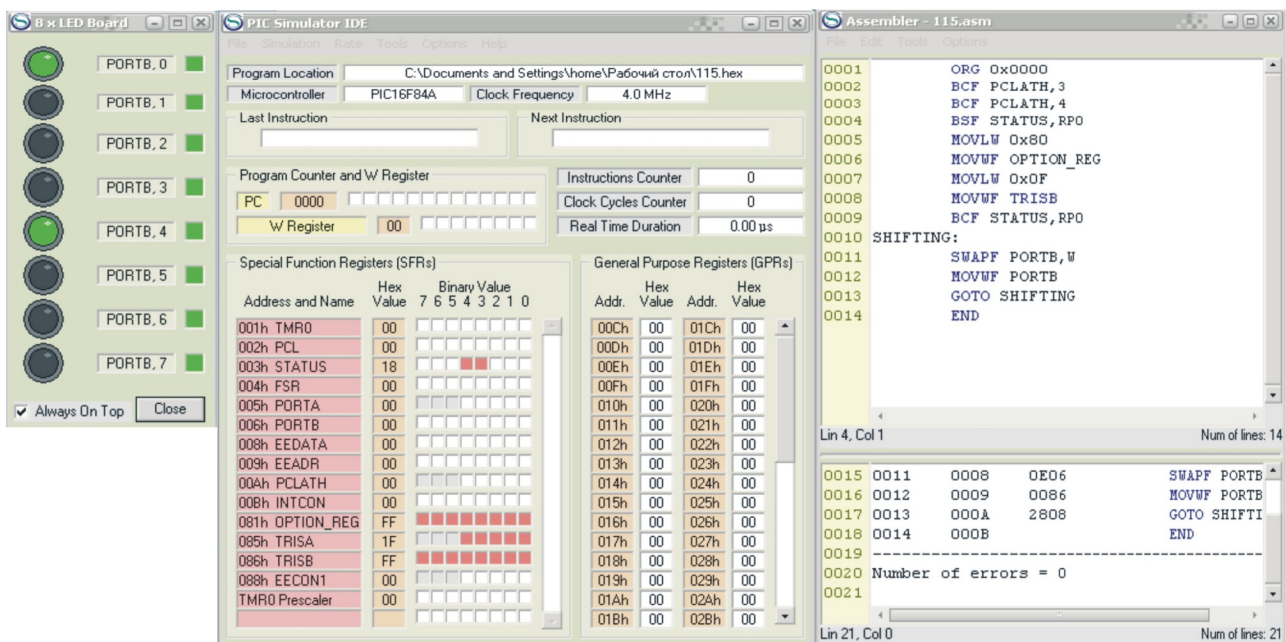 8 x LED Board
PORTB, 0
PORTB, 1
PORTB, 2
PORTB, 3
PORTB, 4
PORTB, 5
PORTB, 6
PORTB, 7
Always On Top Close
PIC Simulator IDE
File Simulation Rate Tools Options Help
Program Location C:\Documents and Settings\home\Рабочий стол\115.hex
Microcontroller PIC16F84A Clock Frequency 4.0 MHz
Last Instruction Next Instruction
Program Counter and W Register
PC 0000
W Register 00
Instructions Counter 0
Clock Cycles Counter 0
Real Time Duration 0.00 µs
Special Function Registers (SFRs)
Hex Binary Value
Address and Name Value 7 6 5 4 3 2 1 0
001h TMR0 00
002h PCL 00
003h STATUS 18
004h FSR 00
005h PORTA 00
006h PORTB 00
008h EEDATA 00
009h EEADR 00
00Ah PCLATH 00
00Bh INTCON 00
081h OPTION_REG FF
085h TRISA 1F
086h TRISB FF
088h EECON1 00
TMR0 Prescaler 00
General Purpose Registers (GPRs)
Hex Hex
Addr. Value Addr. Value
00Ch 00 01Ch 00
00Dh 00 01Dh 00
00Eh 00 01Eh 00
00Fh 00 01Fh 00
010h 00 020h 00
011h 00 021h 00
012h 00 022h 00
013h 00 023h 00
014h 00 024h 00
015h 00 025h 00
016h 00 026h 00
017h 00 027h 00
018h 00 028h 00
019h 00 029h 00
01Ah 00 02Ah 00
01Bh 00 02Bh 00
Assembler - 115.asm
File Edit Tools Options
0001 ORG 0x0000
0002 BCF PCLATH,3
0003 BCF PCLATH,4
0004 BSF STATUS,RP0
0005 MOVLW 0x80
0006 MOVWF OPTION_REG
0007 MOVLW 0x0F
0008 MOVWF TRISB
0009 BCF STATUS,RP0
0010 SHIFTING:
0011 SWAPF PORTB,W
0012 MOVWF PORTB
0013 GOTO SHIFTING
0014 END
Lin 4, Col 1 Num of lines: 14
0015 0011 0008 0E06 SWAPF PORTB
0016 0012 0009 0086 MOVWF PORTB
0017 0013 000A 2808 GOTO SHIFTI
0018 0014 000B END
0019 ------------------------------------------
0020 Number of errors = 0
0021
Lin 21, Col 0 Num of lines: 21